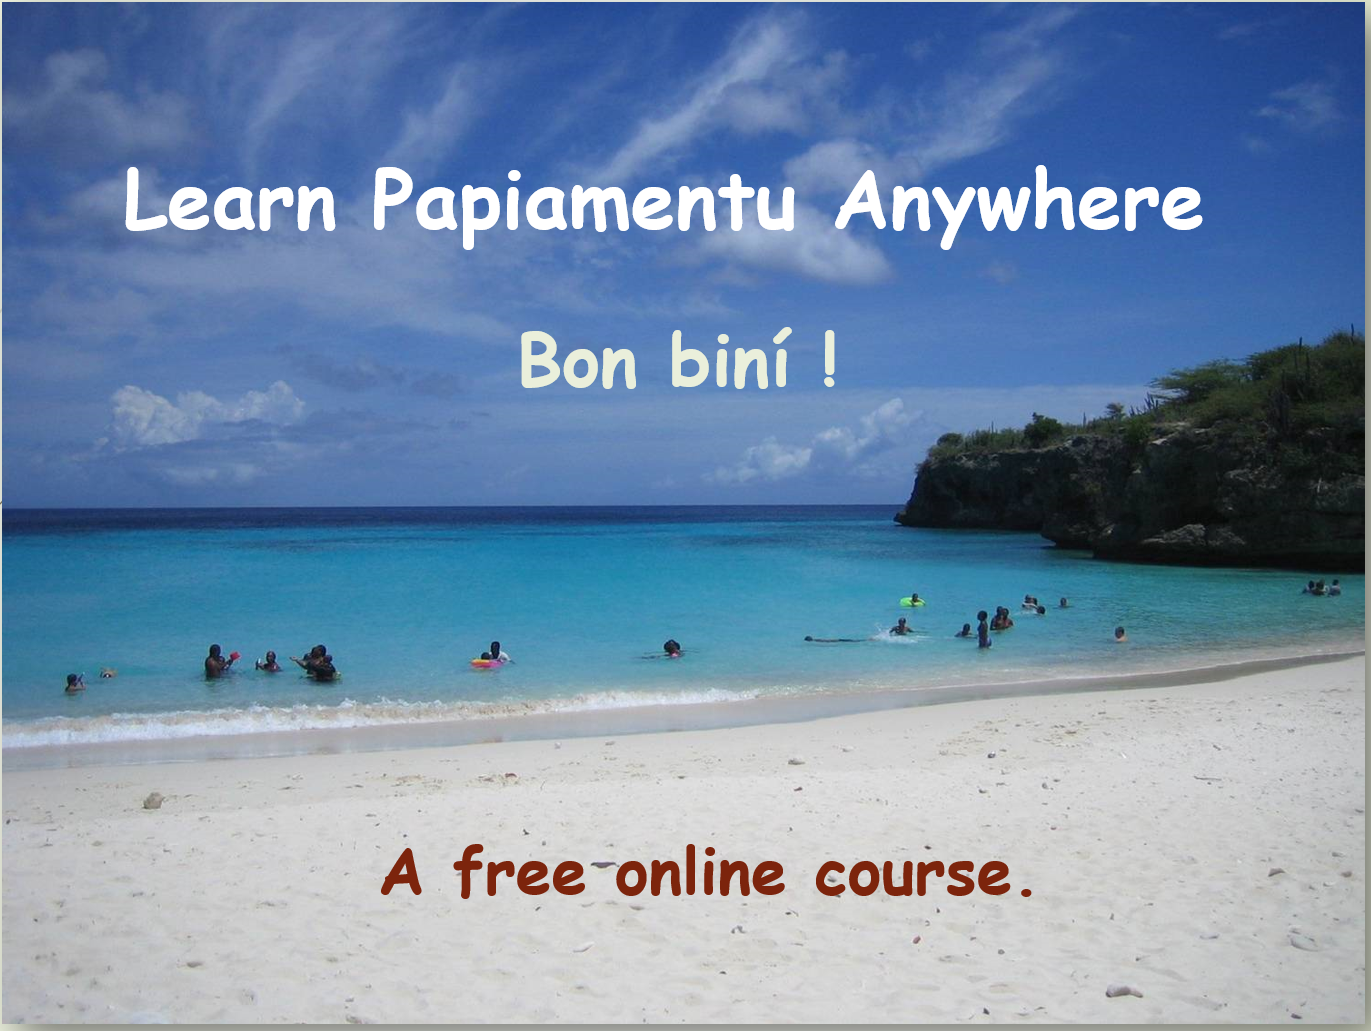 Learn Papiamentu Anywhere
Bon biní !
A free online course.